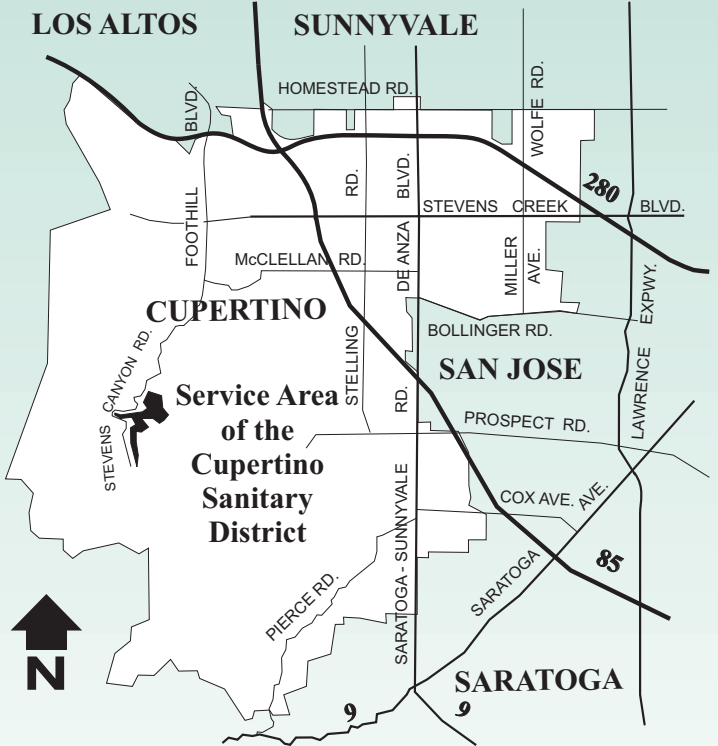 LOS ALTOS
SUNNYVALE
HOMESTEAD RD.
BLVD.
WOLFE RD.
RD.
BLVD.
280
FOOTHILL
STEVENS CREEK BLVD.
McCLELLAN RD.
DE ANZA
MILLER
AVE.
EXPWY.
CUPERTINO
BOLLINGER RD.
STEVENS CANYON RD.
STELLING
SAN JOSE
LAWRENCE
Service Area
of the
Cupertino
Sanitary
District
RD.
PROSPECT RD.
COX AVE.
AVE.
SARATOGA - SUNNYVALE
SARATOGA
85
PIERCE RD.
N
SARATOGA
9
9